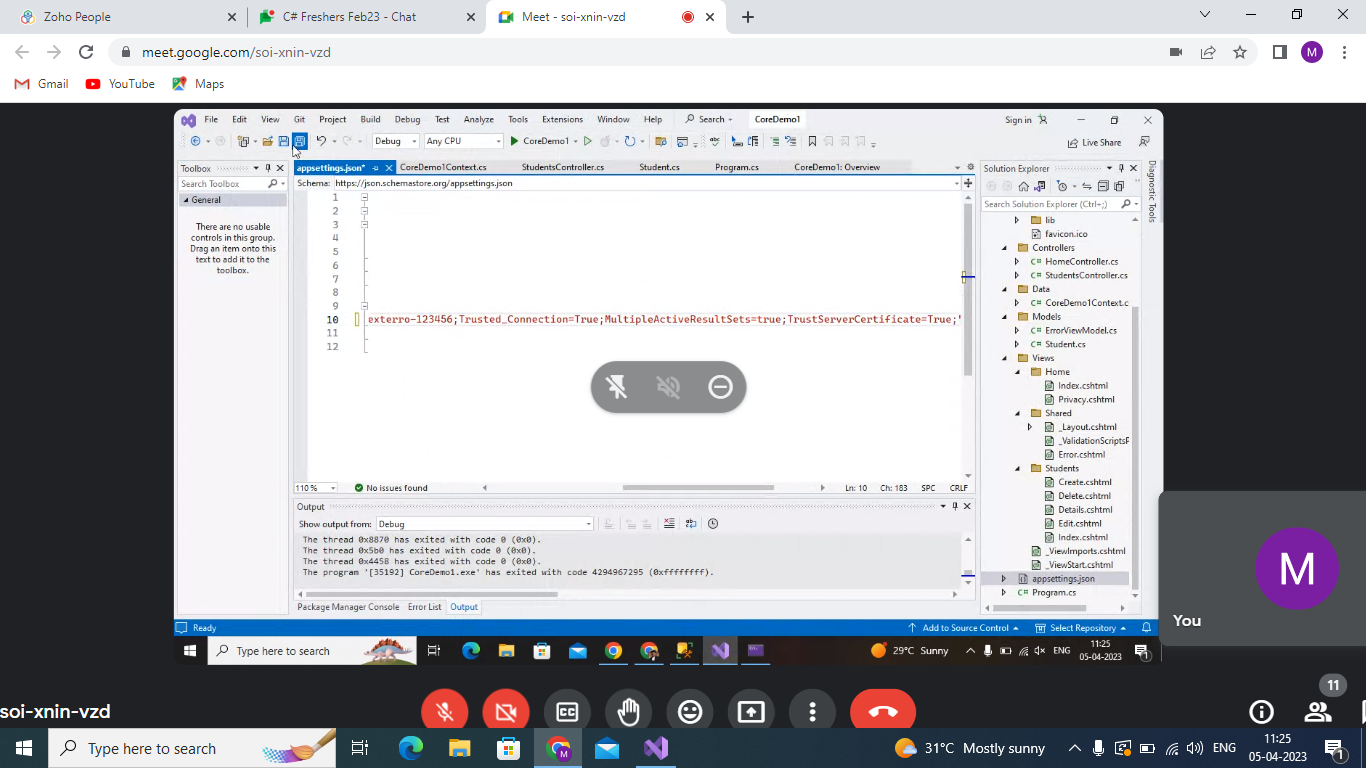 Zoho People
C# Freshers Feb23 - Chat
Meet - soi-xnin-vzd
meet.google.com/soi-xnin-vzd
M
Gmail
YouTube
Maps
File Edit View Git Project Build Debug Test Analyze Tools Extensions Window Help Search CoreDemo1 Sign in
Debug Any CPU CoreDemo1 Live Share
Toolbox
Search Toolbox
General
There are no usable
controls in this group.
Drag an item onto this
text to add it to the
toolbox.
appsettings.json* CoreDemo1Context.cs StudentsController.cs Student.cs Program.cs CoreDemo1: Overview
Schema: https://json.schemastore.org/appsettings.json
1
2
3
4
5
6
7
8
9
10 exterro-123456;Trusted_Connection=True;MultipleActiveResultSets=true;TrustServerCertificate=True;"
11
12
110 % No issues found Ln: 10 Ch: 183 SPC CRLF
Output
Show output from: Debug
The thread 0x8870 has exited with code 0 (0x0).
The thread 0x5b0 has exited with code 0 (0x0).
The thread 0x4458 has exited with code 0 (0x0).
The program '[35192] CoreDemo1.exe' has exited with code 4294967295 (0xffffffff).
Package Manager Console Error List Output
Solution Explorer
Search Solution Explorer (Ctrl+;)
lib
favicon.ico
Controllers
C# HomeController.cs
C# StudentsController.cs
Data
C# CoreDemo1Context.c
Models
C# ErrorViewModel.cs
C# Student.cs
Views
Home
Index.cshtml
Privacy.cshtml
Shared
_Layout.cshtml
_ValidationScriptsP
Error.cshtml
Students
Create.cshtml
Delete.cshtml
Details.cshtml
Edit.cshtml
Index.cshtml
_ViewImports.cshtml
_ViewStart.cshtml
appsettings.json
C# Program.cs
Diagnostic Tools
Ready Add to Source Control Select Repository
Type here to search 29°C Sunny ENG 11:25
05-04-2023 1
M
You
soi-xnin-vzd
CC
11
Type here to search 31°C Mostly sunny ENG 11:25
05-04-2023 1